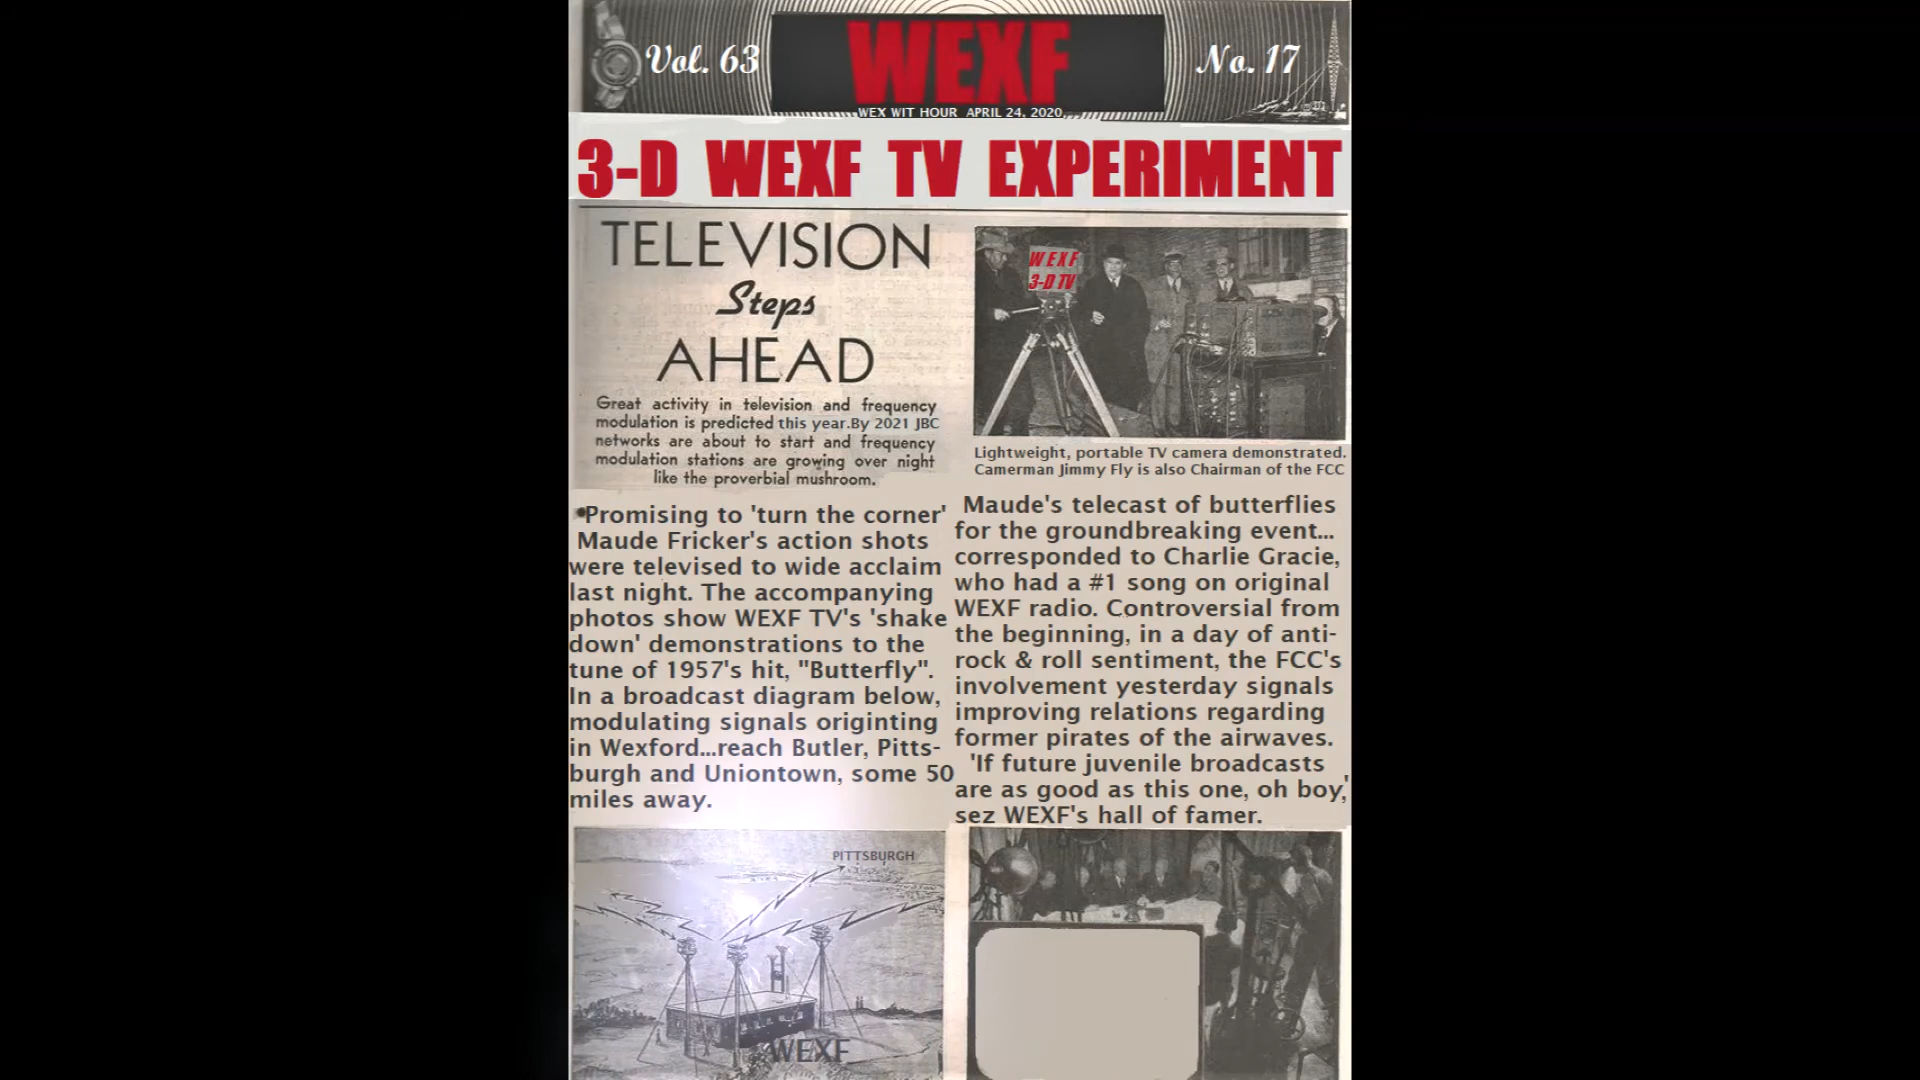 Vol. 63
WEXF
No. 17
WEX WIT HOUR APRIL 24, 2020
3-D WEXF TV EXPERIMENT
TELEVISION
Steps
AHEAD
Great activity in television and frequency
modulation is predicted this year.By 2021 JBC
networks are about to start and frequency
modulation stations are growing over night
like the proverbial mushroom.
•Promising to 'turn the corner'
Maude Fricker's action shots
were televised to wide acclaim
last night. The accompanying
photos show WEXF TV's 'shake
down' demonstrations to the
tune of 1957's hit, "Butterfly".
In a broadcast diagram below,
modulating signals originting
in Wexford...reach Butler, Pitts-
burgh and Uniontown, some 50
miles away.
PITTSBURGH
WEXF
WEXF
3-D TV
Lightweight, portable TV camera demonstrated.
Camerman Jimmy Fly is also Chairman of the FCC
Maude's telecast of butterflies
for the groundbreaking event...
corresponded to Charlie Gracie,
who had a #1 song on original
WEXF radio. Controversial from
the beginning, in a day of anti-
rock & roll sentiment, the FCC's
involvement yesterday signals
improving relations regarding
former pirates of the airwaves.
'If future juvenile broadcasts
are as good as this one, oh boy,'
sez WEXF's hall of famer.